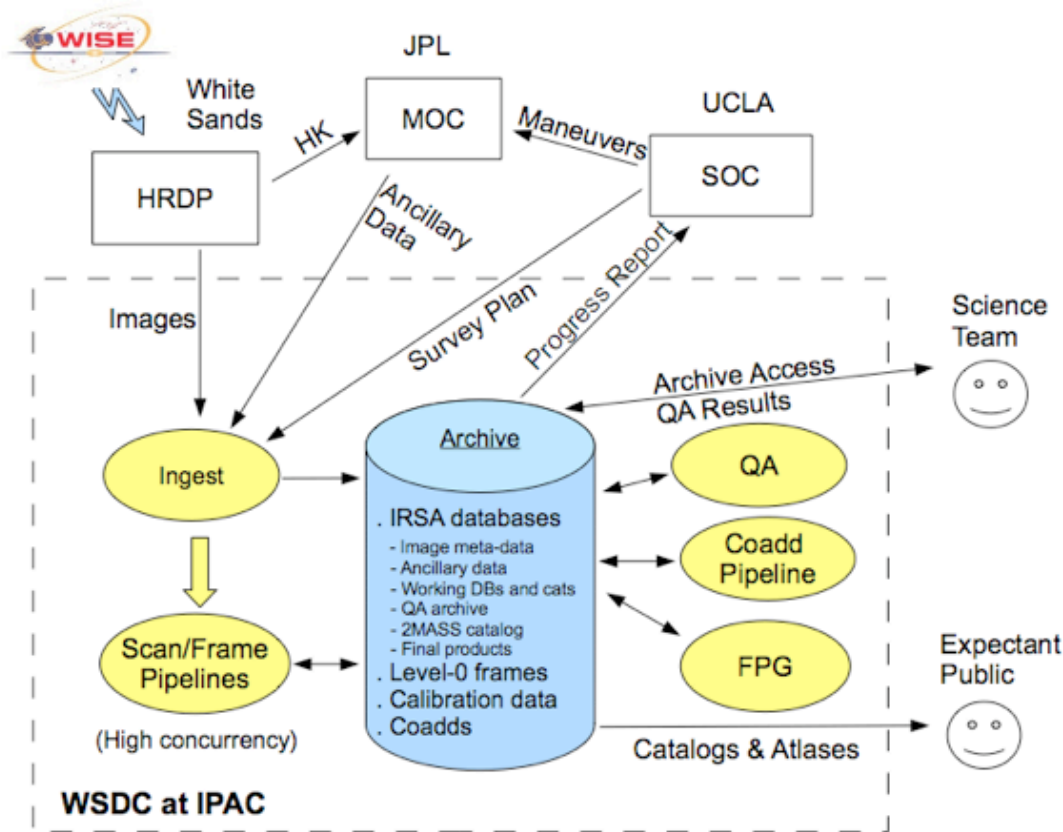 WISE
JPL
White
Sands
UCLA
MOC
HK
Maneuvers
HRDP
SOC
Ancillary
Data
Images
Survey Plan
Progress Report
Science
Team
Archive Access
QA Results
Archive
Ingest
QA
. IRSA databases
- Image meta-data
- Ancillary data
- Working DBs and cats
- QA archive
- 2MASS catalog
- Final products
. Level-0 frames
. Calibration data
. Coadds
Coadd
Pipeline
Scan/Frame
Pipelines
(High concurrency)
FPG
Expectant
Public
Catalogs & Atlases
WSDC at IPAC